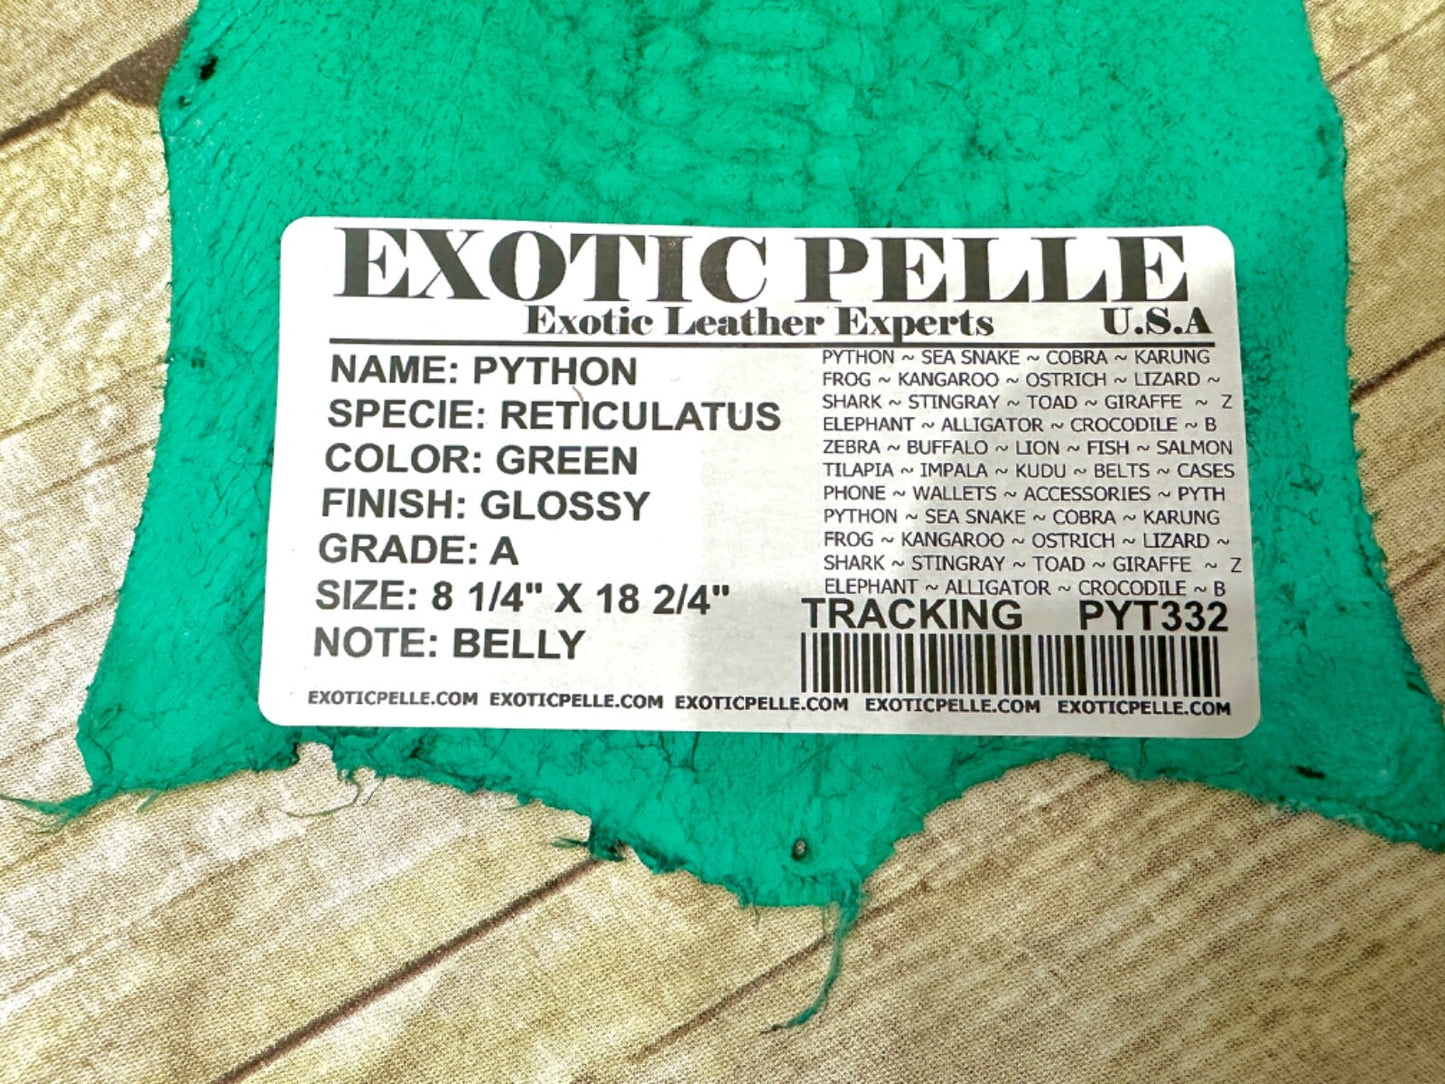 EXOTIC PELLE
Exotic Leather Experts U.S.A
NAME: PYTHON
SPECIE: RETICULATUS
COLOR: GREEN
FINISH: GLOSSY
GRADE: A
SIZE: 8 1/4" X 18 2/4"
NOTE: BELLY
PYTHON ~ SEA SNAKE ~ COBRA ~ KARUNG
FROG ~ KANGAROO ~ OSTRICH ~ LIZARD ~
SHARK ~ STINGRAY ~ TOAD ~ GIRAFFE ~ Z
ELEPHANT ~ ALLIGATOR ~ CROCODILE ~ B
ZEBRA ~ BUFFALO ~ LION ~ FISH ~ SALMON
TILAPIA ~ IMPALA ~ KUDU ~ BELTS ~ CASES
PHONE ~ WALLETS ~ ACCESSORIES ~ PYTH
PYTHON ~ SEA SNAKE ~ COBRA ~ KARUNG
FROG ~ KANGAROO ~ OSTRICH ~ LIZARD ~
SHARK ~ STINGRAY ~ TOAD ~ GIRAFFE ~ Z
ELEPHANT ~ ALLIGATOR ~ CROCODILE ~ B
TRACKING PYT332
EXOTICPELLE.COM EXOTICPELLE.COM EXOTICPELLE.COM EXOTICPELLE.COM EXOTICPELLE.COM